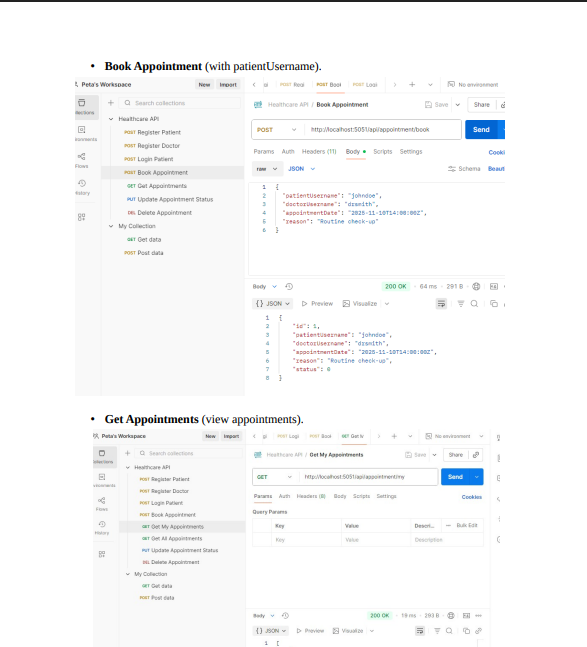 • Book Appointment (with patientUsername).
Peta's Workspace New Import POST Regi POST Book POST Logi No environment
Search collections Healthcare API / Book Appointment Save Share
Healthcare API
POST Register Patient POST http://localhost:5051/api/appointment/book Send
POST Register Doctor
POST Login Patient Params Auth Headers (11) Body Scripts Settings Cooki
POST Book Appointment raw JSON Schema Beaut
GET Get Appointments
PUT Update Appointment Status
DEL Delete Appointment
My Collection
GET Get data
POST Post data
Flows
1 {
2 "patientUsername": "johndoe",
3 "doctorUsername": "drsmith",
4 "appointmentDate": "2025-11-10T14:00:00Z",
5 "reason": "Routine check-up"
6 }
Body 200 OK 64 ms 291 B
{} JSON Preview Visualize
1 {
2 "id": 1,
3 "patientUsername": "johndoe",
4 "doctorUsername": "drsmith",
5 "appointmentDate": "2025-11-10T14:00:00Z",
6 "reason": "Routine check-up",
7 "status": 0
8 }
• Get Appointments (view appointments).
Peta's Workspace New Import POST Logi POST Book GET Get No environment
Search collections Healthcare API / Get My Appointments Save Share
Healthcare API
POST Register Patient GET http://localhost:5051/api/appointment/my Send
POST Register Doctor
POST Login Patient Params Auth Headers (8) Body Scripts Settings Cookies
POST Book Appointment Query Params
GET Get My Appointments Key Value Descri... Bulk Edit
GET Get All Appointments Key Value Description
PUT Update Appointment Status
DEL Delete Appointment
My Collection
GET Get data
POST Post data
Flows
History
Body 200 OK 19 ms 293 B
{} JSON Preview Visualize
1 [